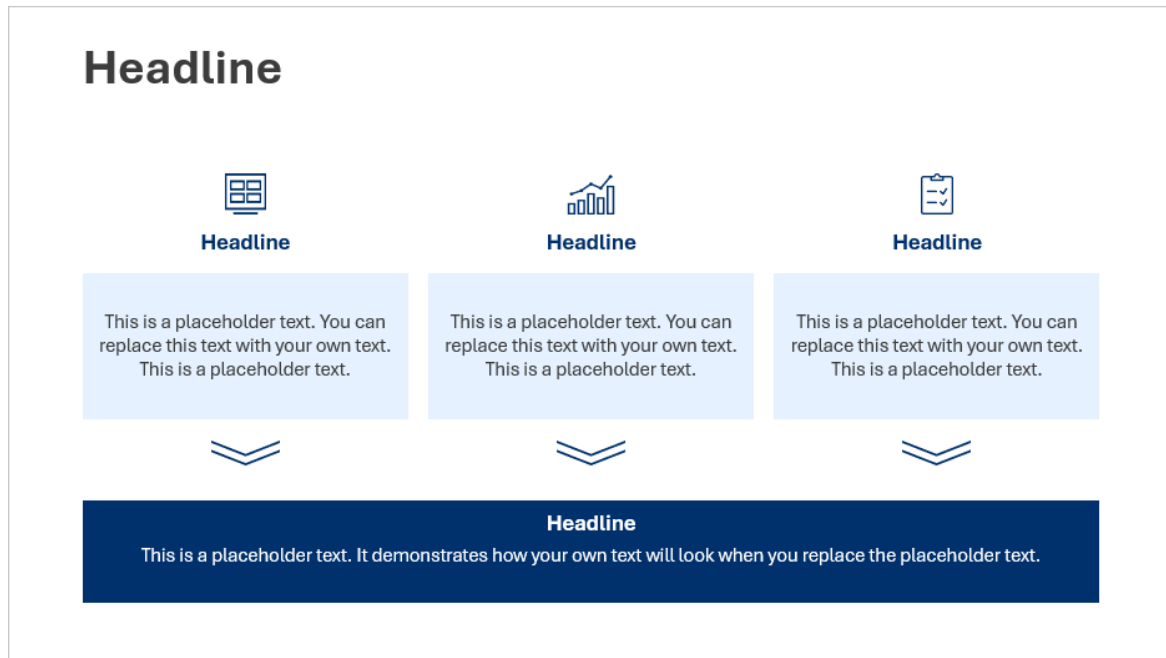 Headline
Headline
This is a placeholder text. You can
replace this text with your own text.
This is a placeholder text.
Headline
This is a placeholder text. You can
replace this text with your own text.
This is a placeholder text.
Headline
This is a placeholder text. You can
replace this text with your own text.
This is a placeholder text.
Headline
This is a placeholder text. It demonstrates how your own text will look when you replace the placeholder text.